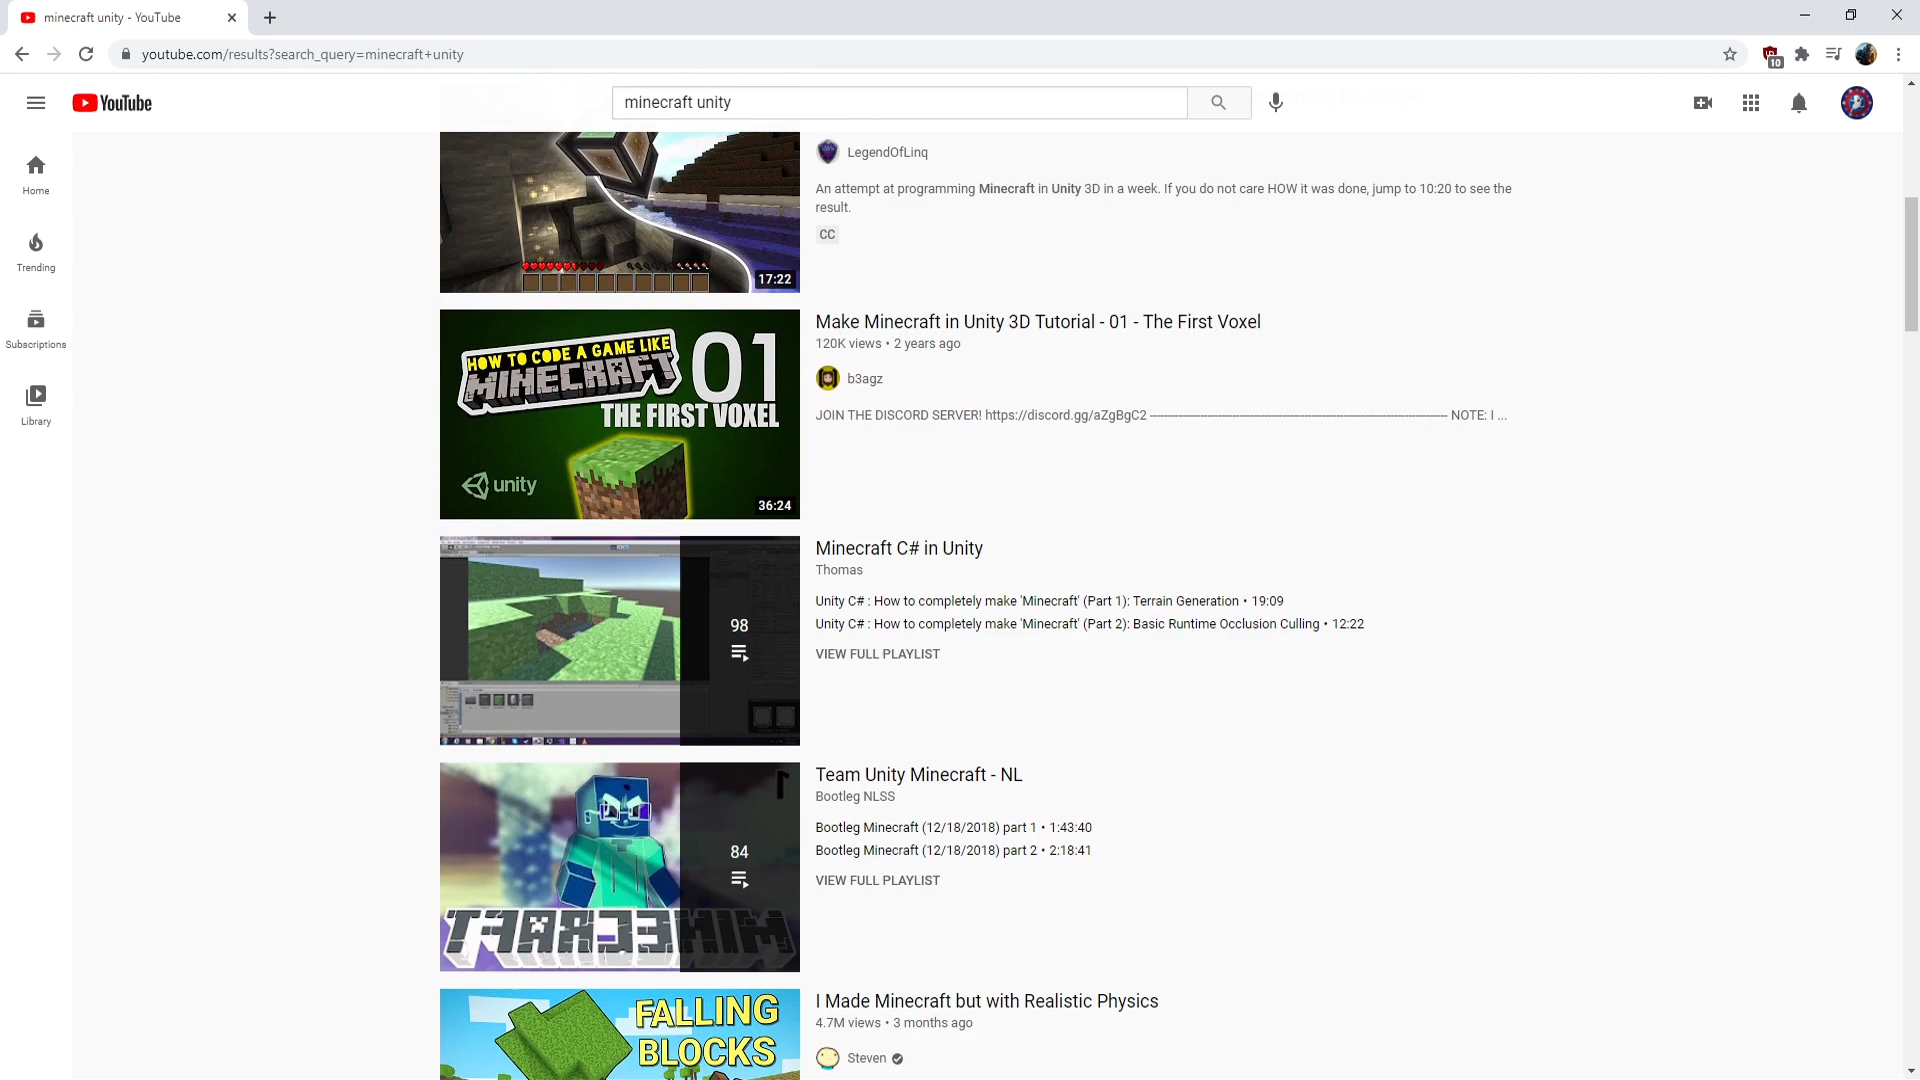 minecraft unity - YouTube
youtube.com/results?search_query=minecraft+unity
10
YouTube
minecraft unity
Home
Trending
Subscriptions
Library
17:22
LegendOfLinq
An attempt at programming Minecraft in Unity 3D in a week. If you do not care HOW it was done, jump to 10:20 to see the
result.
CC
HOW TO CODE A GAME LIKE
MINECRAFT
01
THE FIRST VOXEL
unity
36:24
Make Minecraft in Unity 3D Tutorial - 01 - The First Voxel
120K views • 2 years ago
b3agz
JOIN THE DISCORD SERVER! https://discord.gg/aZgBgC2 ---------------------------------------------------------------------------------- NOTE: I ...
98
Minecraft C# in Unity
Thomas
Unity C# : How to completely make 'Minecraft' (Part 1): Terrain Generation • 19:09
Unity C# : How to completely make 'Minecraft' (Part 2): Basic Runtime Occlusion Culling • 12:22
VIEW FULL PLAYLIST
84
MINECRAFT
Team Unity Minecraft - NL
Bootleg NLSS
Bootleg Minecraft (12/18/2018) part 1 • 1:43:40
Bootleg Minecraft (12/18/2018) part 2 • 2:18:41
VIEW FULL PLAYLIST
FALLING
BLOCKS
I Made Minecraft but with Realistic Physics
4.7M views • 3 months ago
Steven